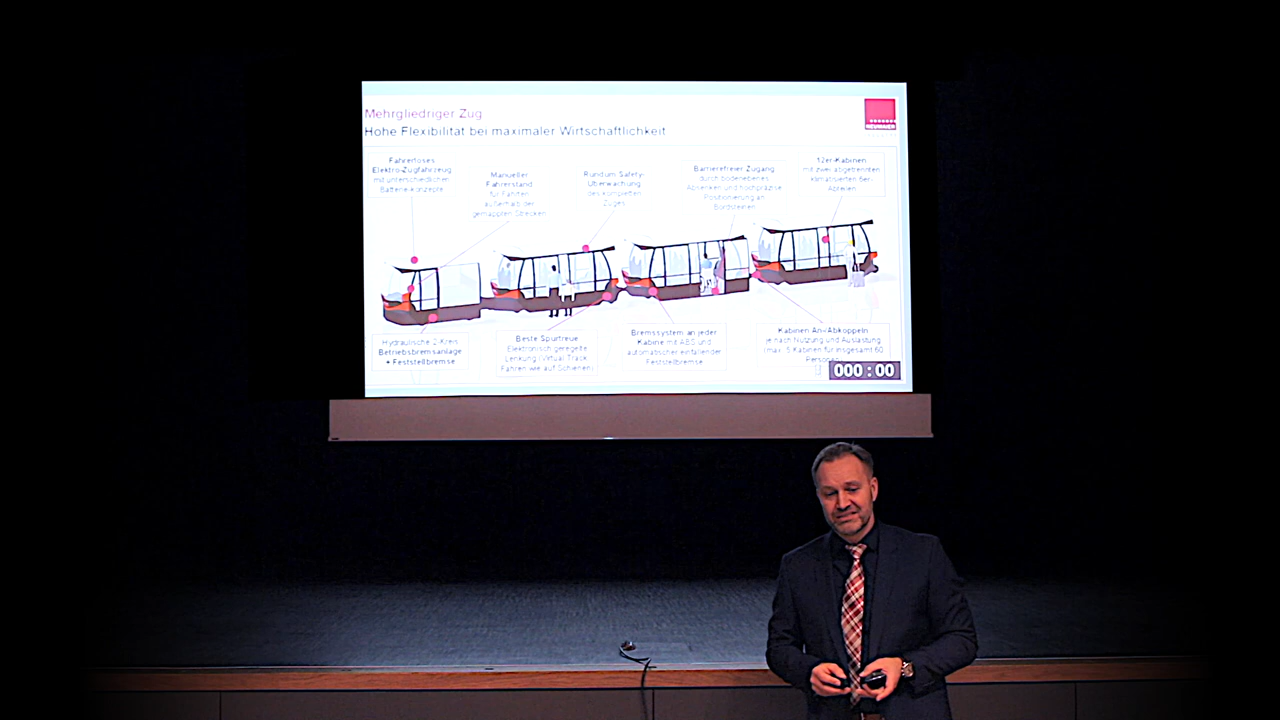 Mehrgliedriger Zug
Hohe Flexibilität bei maximaler Wirtschaftlichkeit
Fahrerloses
Elektro-Zugfahrzeug
mit unterschiedlichen
Batterie-konzepte
Manueller
Fahrerstand
für Fahrten
außerhalb der
gemappten Strecken
Rundum Safety-
Überwachung
des kompletten
Zuges
Barrierefreier Zugang
durch bodenebenes
Absenken und hochpräzise
Positionierung an
Bordsteinen
12er-Kabinen
mit zwei abgetrennten
klimatisierten 6er-
Abteilen
Hydraulische 2-Kreis
Betriebsbremsanlage
+ Feststellbremse
Beste Spurtreue
Elektronisch geregelte
Lenkung (Virtual Track
Fahren wie auf Schienen)
Bremssystem an jeder
Kabine mit ABS und
automatischer einfallender
Feststellbremse
Kabinen An-/Abkoppeln
je nach Nutzung und Auslastung
(max. 5 Kabinen für insgesamt 60
Personen
000 : 00